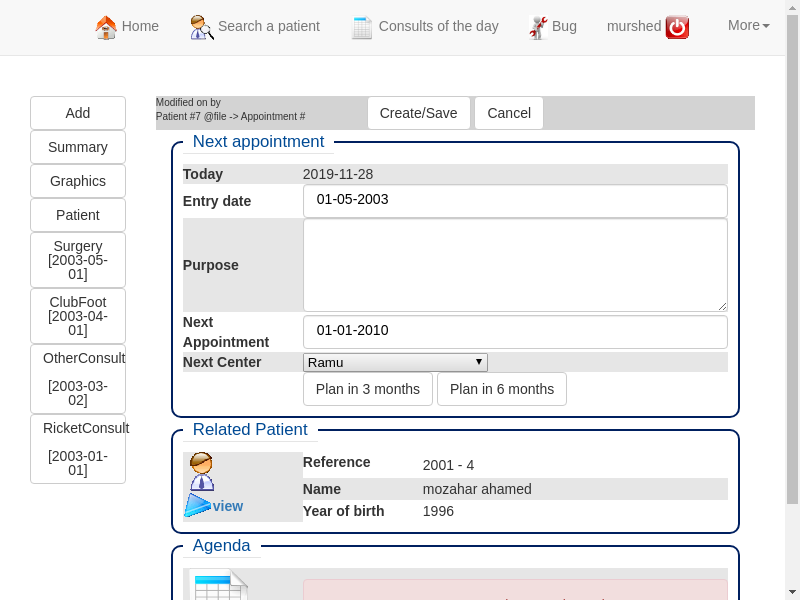 Home
Search a patient
Consults of the day
Bug
murshed
More
Add
Summary
Graphics
Patient
Surgery
[2003-05-
01]
ClubFoot
[2003-04-
01]
OtherConsult
[2003-03-
02]
RicketConsult
[2003-01-
01]
Modified on by
Patient #7 @file -> Appointment #
Create/Save
Cancel
Next appointment
Today 2019-11-28
Entry date 01-05-2003
Purpose
Next
Appointment
01-01-2010
Next Center Ramu
Plan in 3 months
Plan in 6 months
Related Patient
view
Reference 2001 - 4
Name mozahar ahamed
Year of birth 1996
Agenda